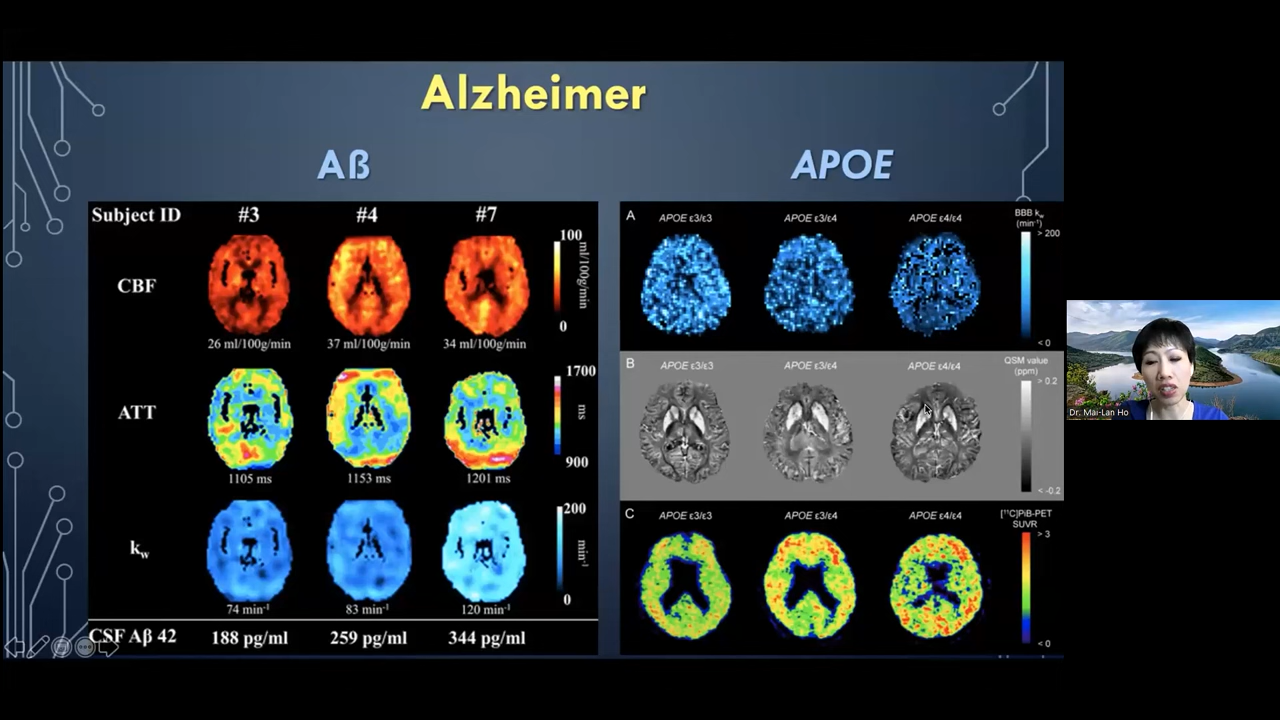 Alzheimer
Aß
APOE
Subject ID #3 #4 #7
CBF
100
ml/100g/min
0
26 ml/100g/min 37 ml/100g/min 34 ml/100g/min
ATT
1700
ms
900
1105 ms 1153 ms 1201 ms
kw
200
min-1
0
74 min-1 83 min-1 120 min-1
CSF Aβ 42 188 pg/ml 259 pg/ml 344 pg/ml
A APOE ε3/ε3 APOE ε3/ε4 APOE ε4/ε4
BBB kw
(min-1)
> 200
< 0
B APOE ε3/ε3 APOE ε3/ε4 APOE ε4/ε4
QSM value
(ppm)
> 0.2
< -0.2
C APOE ε3/ε3 APOE ε3/ε4 APOE ε4/ε4
[11C]PiB-PET
SUVR
> 3
< 0
Dr. Mai-Lan Ho